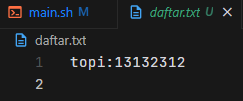 main.sh M daftar.txt U
daftar.txt
1 topi:13132312
2